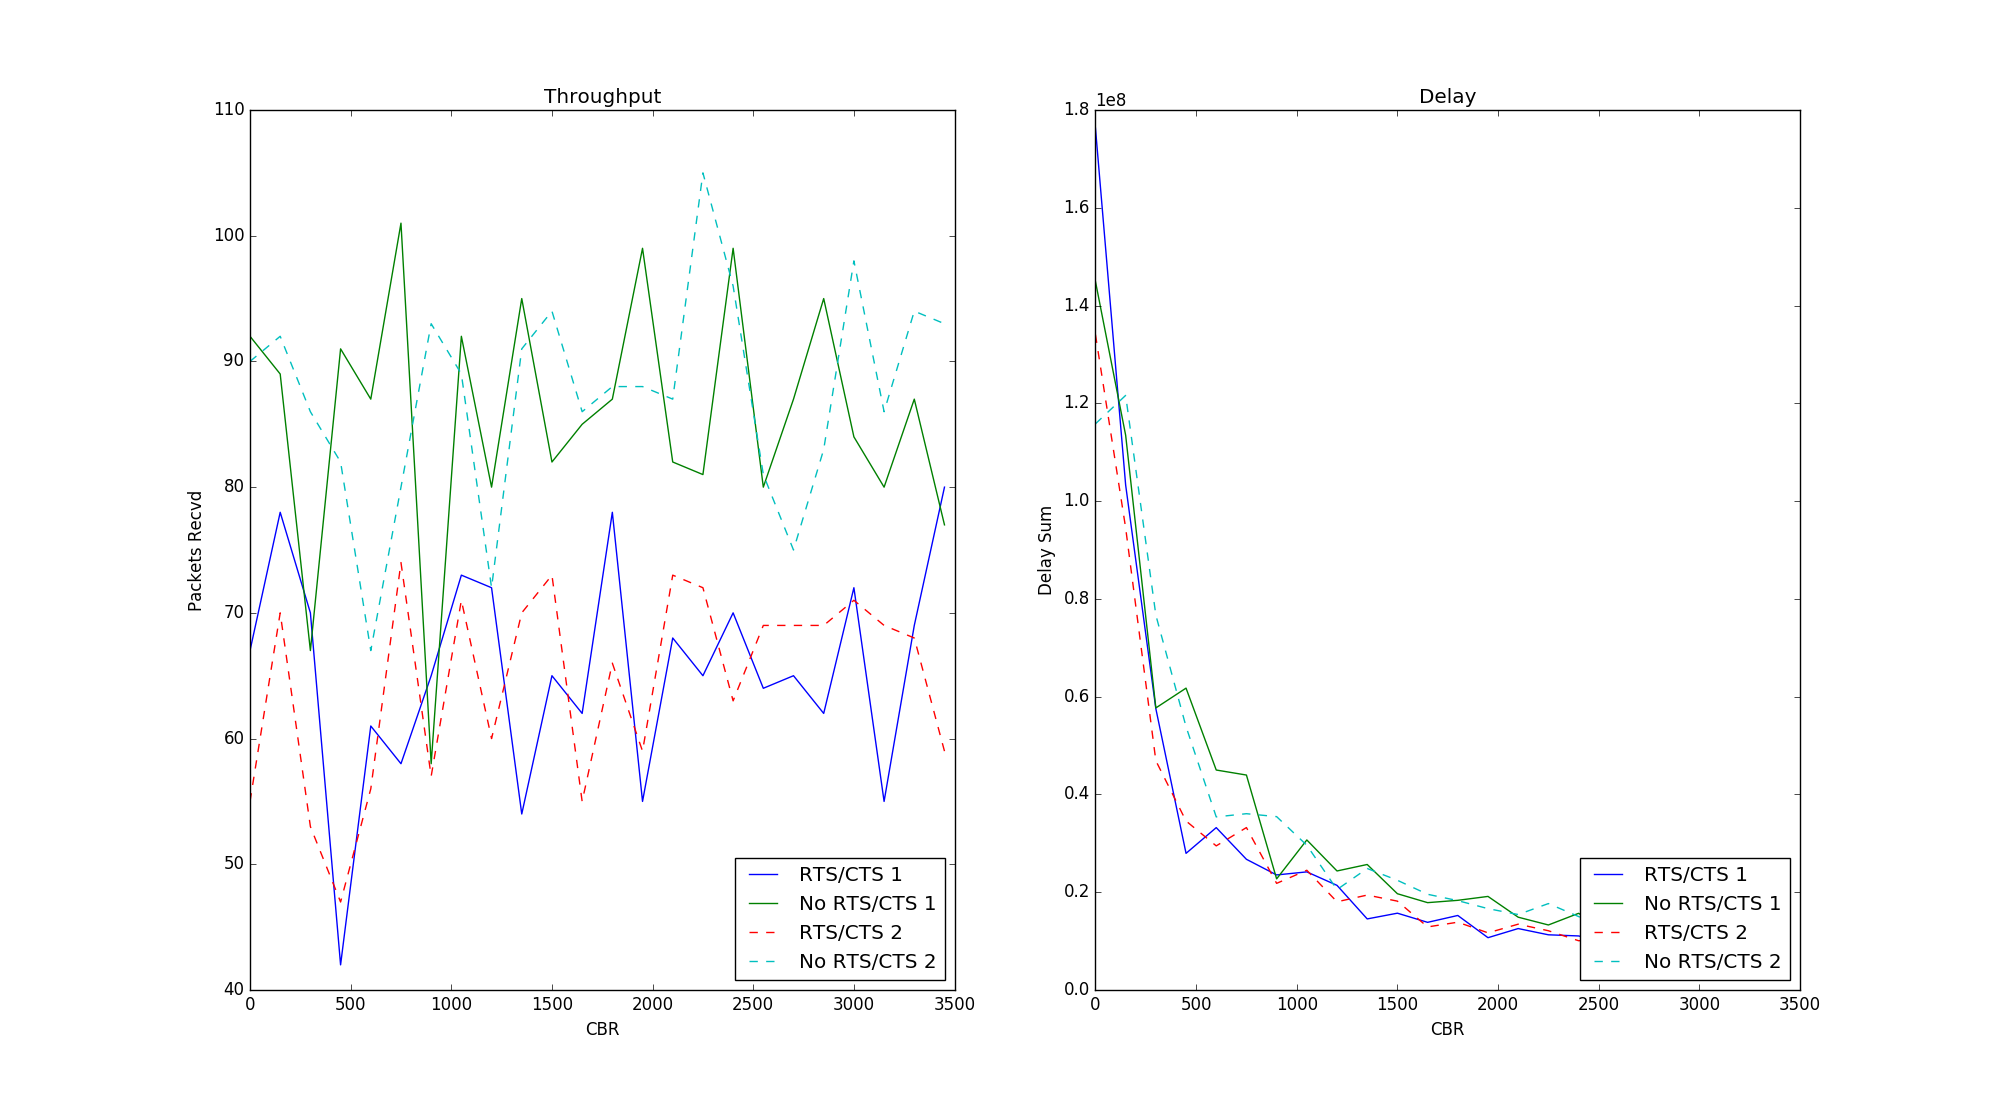 Throughput
110
100
90
80
70
60
50
40
Packets Recvd
0 500 1000 1500 2000 2500 3000 3500
CBR
RTS/CTS 1
No RTS/CTS 1
RTS/CTS 2
No RTS/CTS 2
Delay
1e8
1.8
1.6
1.4
1.2
1.0
0.8
0.6
0.4
0.2
0.0
Delay Sum
0 500 1000 1500 2000 2500 3000 3500
CBR
RTS/CTS 1
No RTS/CTS 1
RTS/CTS 2
No RTS/CTS 2